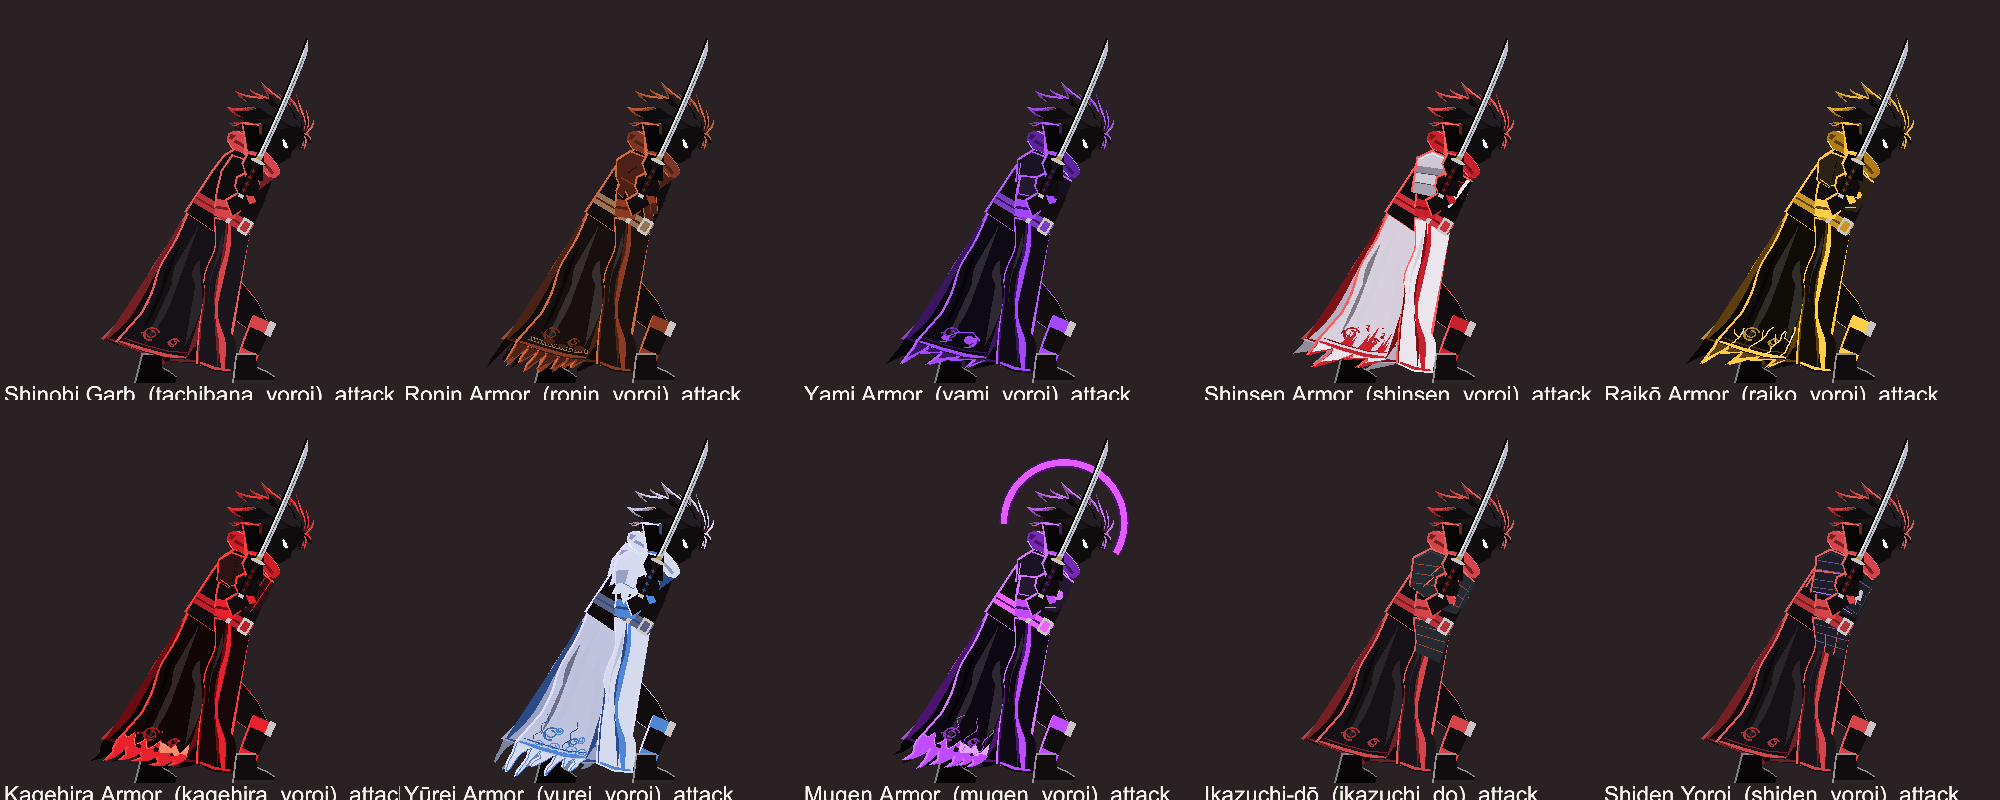 Shinobi Garb (tachibana_yoroi) attack
Ronin Armor (ronin_yoroi) attack
Yami Armor (yami_yoroi) attack
Shinsen Armor (shinsen_yoroi) attack
Raikō Armor (raiko_yoroi) attack
Kagehira Armor (kagehira_yoroi) attack
Yūrei Armor (yurei_yoroi) attack
Mugen Armor (mugen_yoroi) attack
Ikazuchi-dō (ikazuchi_do) attack
Shiden Yoroi (shiden_yoroi) attack